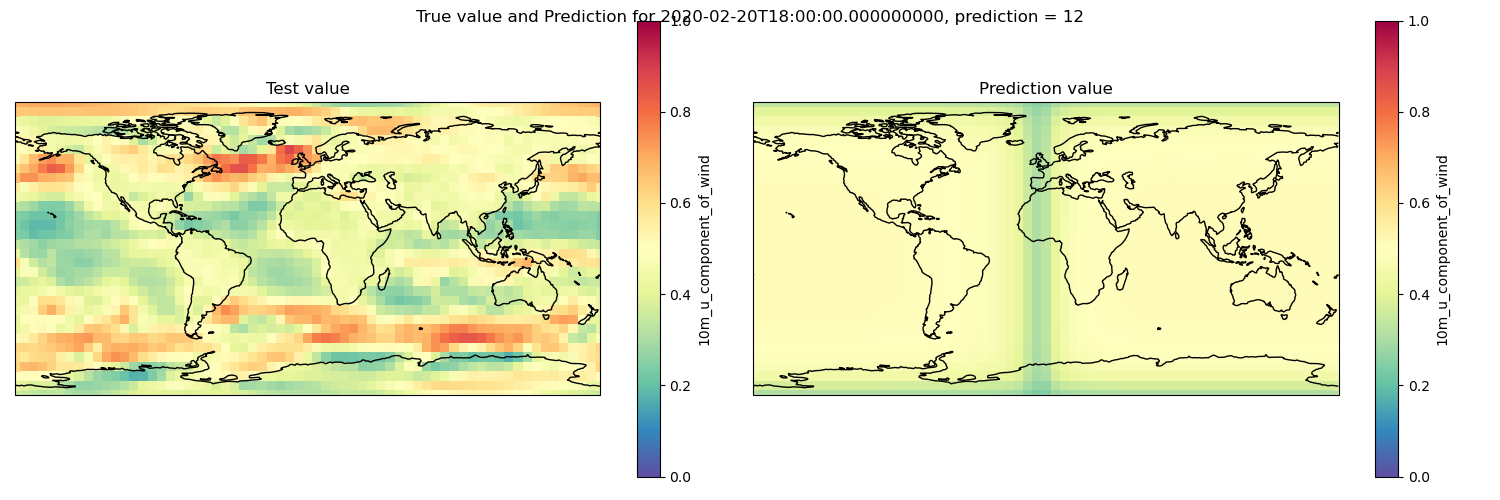 True value and Prediction for 2020-02-20T18:00:00.000000000, prediction = 12
Test value
1.0
0.8
0.6
0.4
0.2
0.0
10m_u_component_of_wind
Prediction value
1.0
0.8
0.6
0.4
0.2
0.0
10m_u_component_of_wind